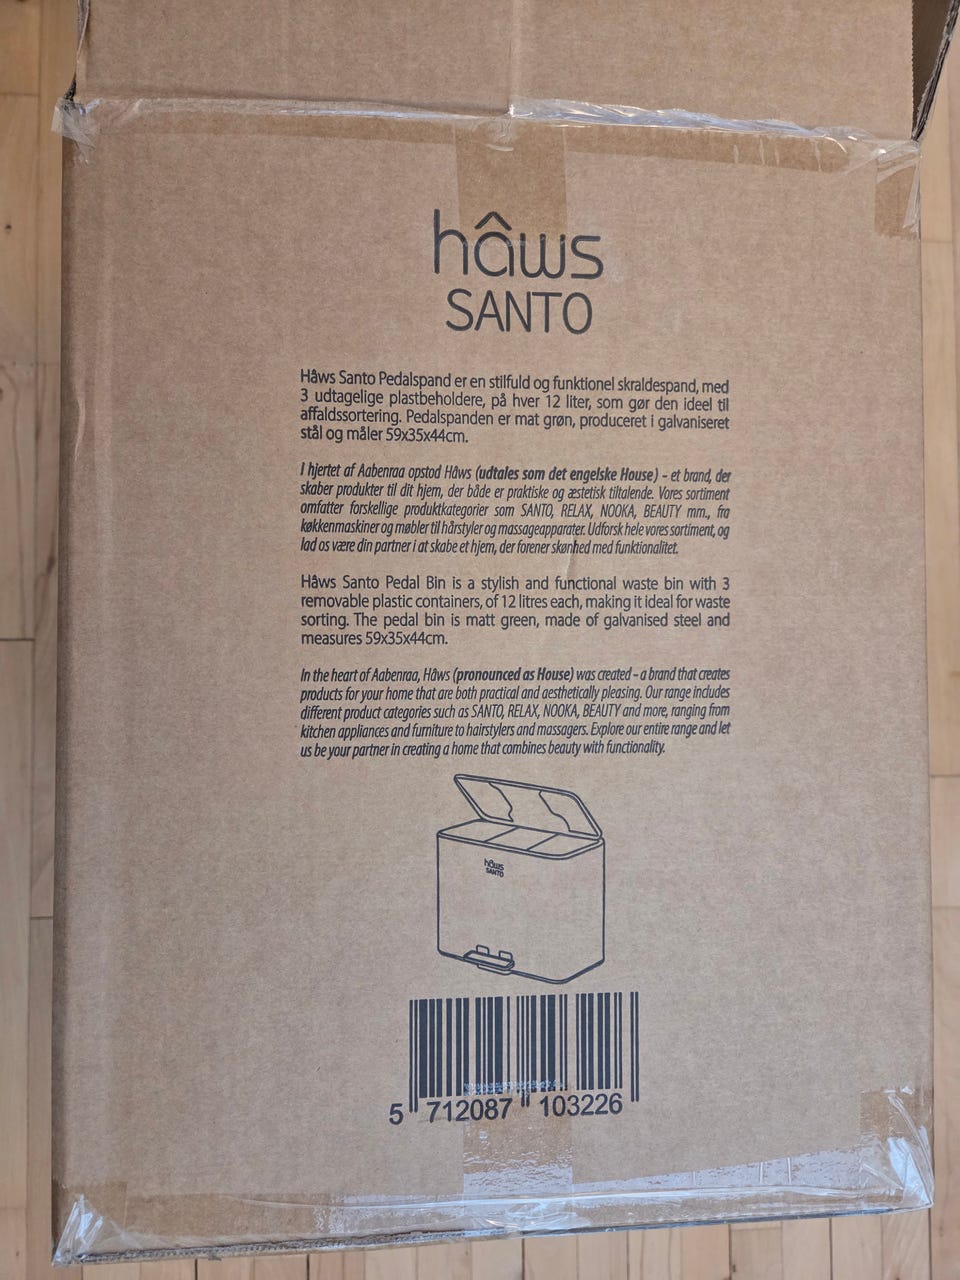 hâws
SANTO
Hâws Santo Pedalspand er en stilfuld og funktionel skraldespand, med
3 udtagelige plastbeholdere, på hver 12 liter, som gør den ideel til
affaldssortering. Pedalspanden er mat grøn, produceret i galvaniseret
stål og måler 59x35x44cm.
I hjertet af Aabenraa opstod Hâws (udtales som det engelske House) – et brand, der
skaber produkter til dit hjem, der både er praktiske og æstetisk tiltalende. Vores sortiment
omfatter forskellige produktkategorier som SANTO, RELAX, NOOKA, BEAUTY mm., fra
køkkenmaskiner og møbler til hårstyler og massageapparater. Udforsk hele vores sortiment, og
lad os være din partner i at skabe et hjem, der forener skønhed med funktionalitet.
Hâws Santo Pedal Bin is a stylish and functional waste bin with 3
removable plastic containers, of 12 litres each, making it ideal for waste
sorting. The pedal bin is matt green, made of galvanised steel and
measures 59x35x44cm.
In the heart of Aabenraa, Hâws (pronounced as House) was created – a brand that creates
products for your home that are both practical and aesthetically pleasing. Our range includes
different product categories such as SANTO, RELAX, NOOKA, BEAUTY and more, ranging from
kitchen appliances and furniture to hairstylers and massagers. Explore our entire range and let
us be your partner in creating a home that combines beauty with functionality.
hâws
SANTO
5 712087 103226